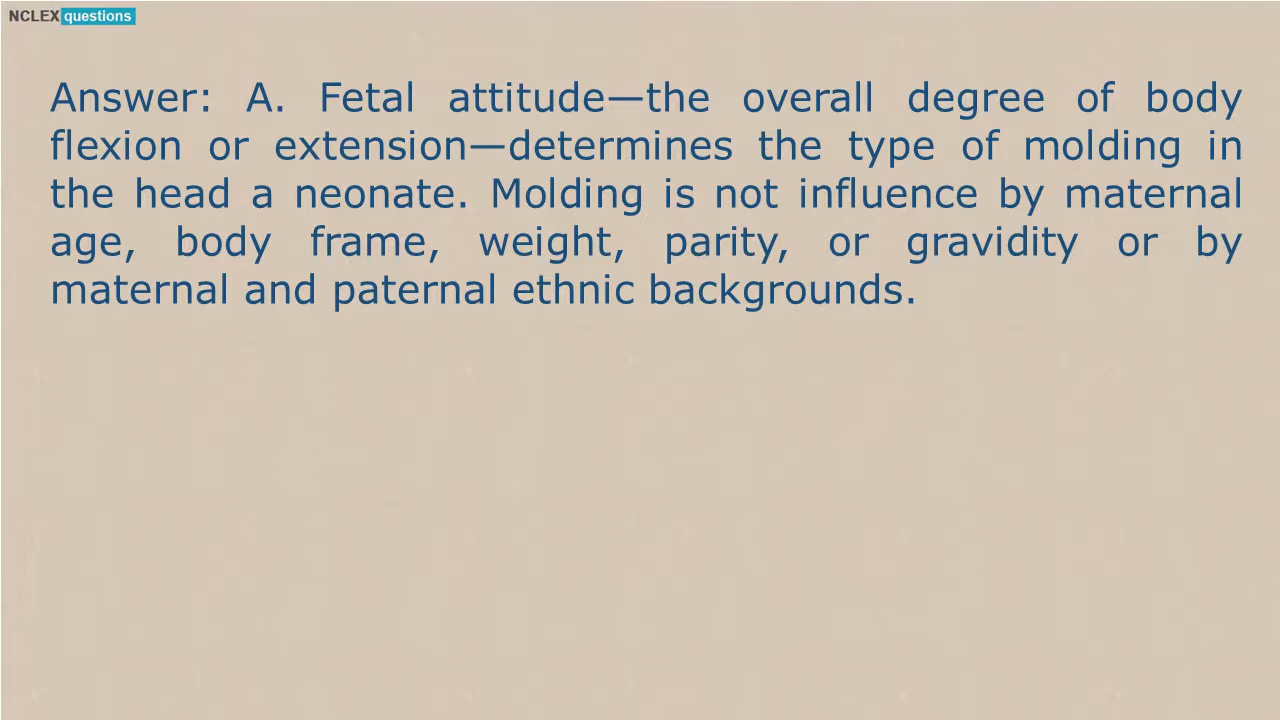 NCLEX questions
Answer: A. Fetal attitude—the overall degree of body
flexion or extension—determines the type of molding in
the head a neonate. Molding is not influence by maternal
age, body frame, weight, parity, or gravidity or by
maternal and paternal ethnic backgrounds.